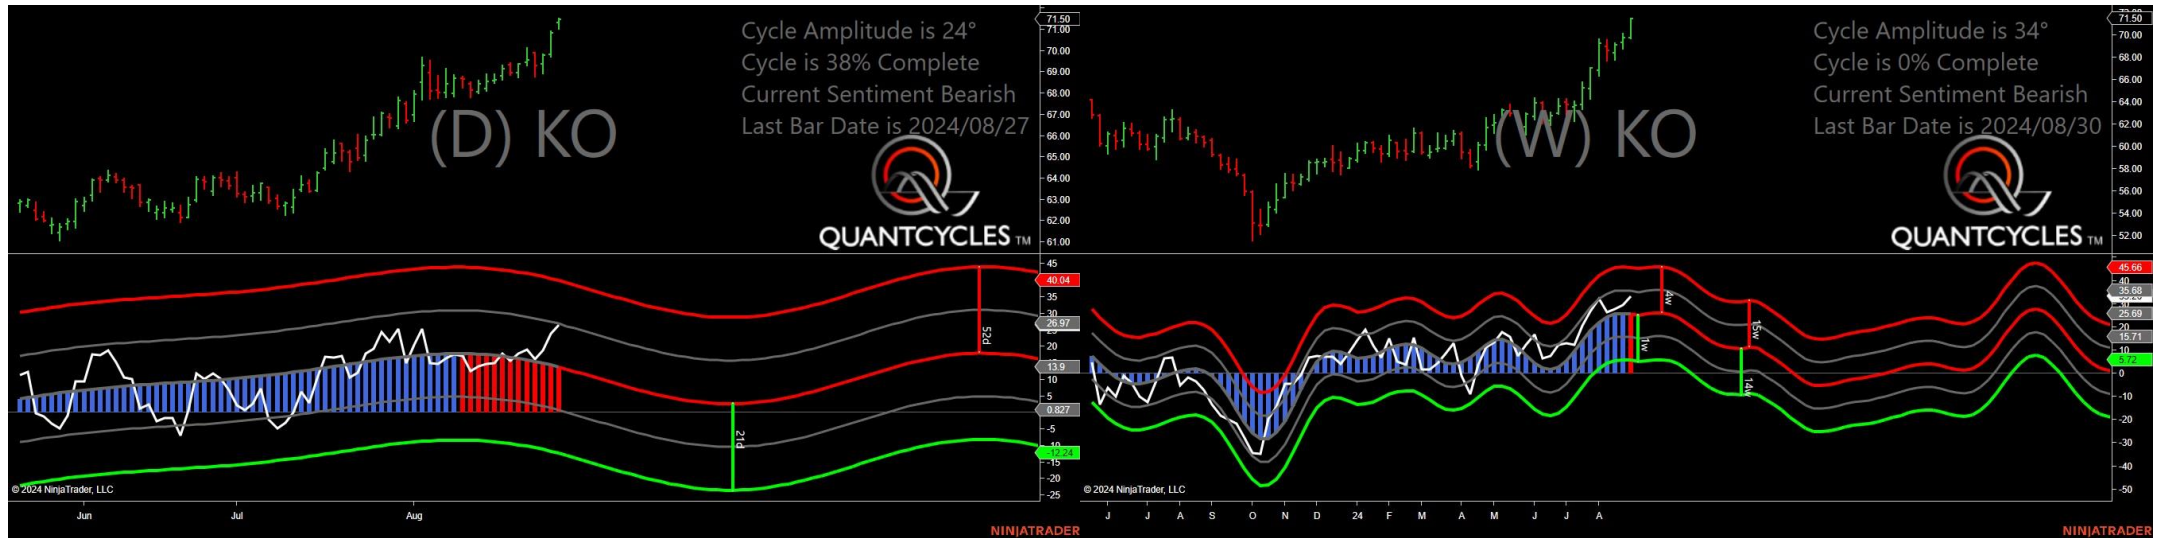 Cycle Amplitude is 24°
Cycle is 38% Complete
Current Sentiment Bearish
Last Bar Date is 2024/08/27
(D) KO
QUANTCYCLES TM
71.50
71.00
70.00
69.00
68.00
67.00
66.00
65.00
64.00
63.00
62.00
61.00
45
40.04
35
30
26.97
20
13.9
10
5
0.827
-5
-10
-12.24
-15
-20
-25
52d
21d
© 2024 NinjaTrader, LLC
Jun Jul Aug
NINJATRADER
Cycle Amplitude is 34°
Cycle is 0% Complete
Current Sentiment Bearish
Last Bar Date is 2024/08/30
(W) KO
QUANTCYCLES TM
71.50
70.00
68.00
66.00
64.00
62.00
60.00
58.00
56.00
54.00
52.00
45.66
40
35.68
30
25.69
20
15.71
10
5.72
0
-10
-20
-30
-40
-50
4w
1w
15w
14w
© 2024 NinjaTrader, LLC
J J A S O N D 24 F M A M J J A
NINJATRADER